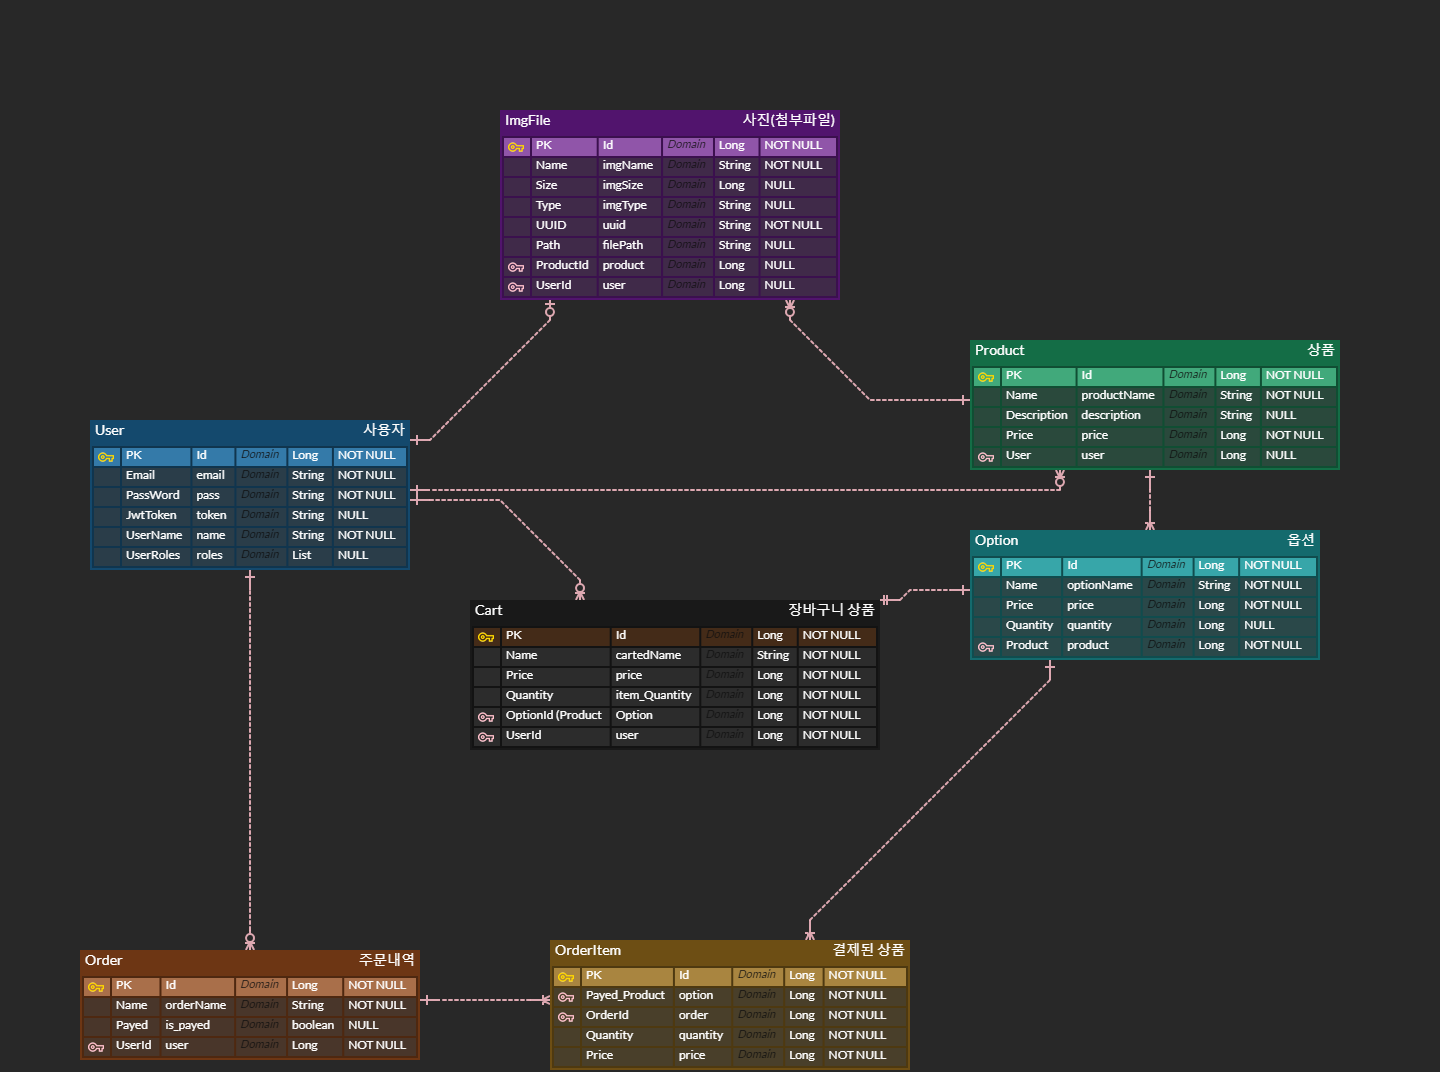 ImgFile 사진(첨부파일)
PK Id Domain Long NOT NULL
Name imgName Domain String NOT NULL
Size imgSize Domain Long NULL
Type imgType Domain String NULL
UUID uuid Domain String NOT NULL
Path filePath Domain String NULL
ProductId product Domain Long NULL
UserId user Domain Long NULL
Product 상품
PK Id Domain Long NOT NULL
Name productName Domain String NOT NULL
Description description Domain String NULL
Price price Domain Long NOT NULL
User user Domain Long NULL
User 사용자
PK Id Domain Long NOT NULL
Email email Domain String NOT NULL
PassWord pass Domain String NOT NULL
JwtToken token Domain String NULL
UserName name Domain String NOT NULL
UserRoles roles Domain List NULL
Option 옵션
PK Id Domain Long NOT NULL
Name optionName Domain String NOT NULL
Price price Domain Long NOT NULL
Quantity quantity Domain Long NULL
Product product Domain Long NOT NULL
Cart 장바구니 상품
PK Id Domain Long NOT NULL
Name cartedName Domain String NOT NULL
Price price Domain Long NOT NULL
Quantity item_Quantity Domain Long NOT NULL
OptionId (Product Option Domain Long NOT NULL
UserId user Domain Long NOT NULL
Order 주문내역
PK Id Domain Long NOT NULL
Name orderName Domain String NOT NULL
Payed is_payed Domain boolean NULL
UserId user Domain Long NOT NULL
OrderItem 결제된 상품
PK Id Domain Long NOT NULL
Payed_Product option Domain Long NOT NULL
OrderId order Domain Long NOT NULL
Quantity quantity Domain Long NOT NULL
Price price Domain Long NOT NULL